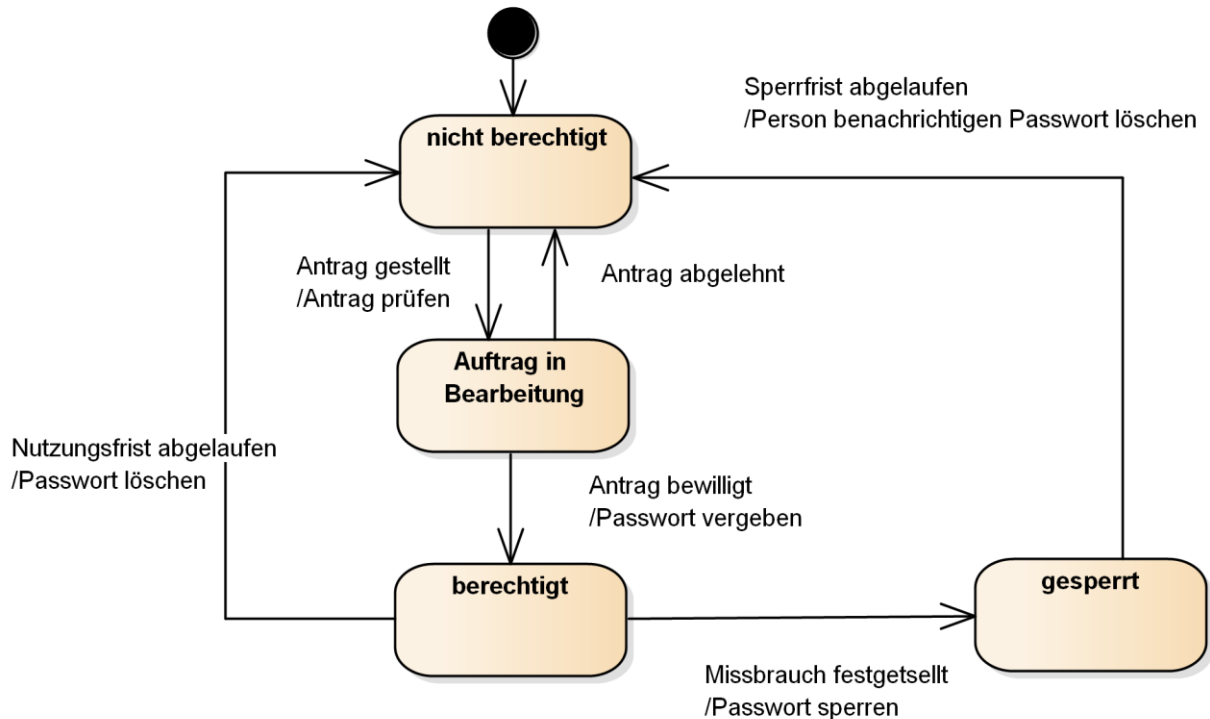 Sperrfrist abgelaufen
/Person benachrichtigen Passwort löschen
nicht berechtigt
Antrag gestellt
/Antrag prüfen
Antrag abgelehnt
Auftrag in
Bearbeitung
Nutzungsfrist abgelaufen
/Passwort löschen
Antrag bewilligt
/Passwort vergeben
berechtigt
gesperrt
Missbrauch festgetsellt
/Passwort sperren